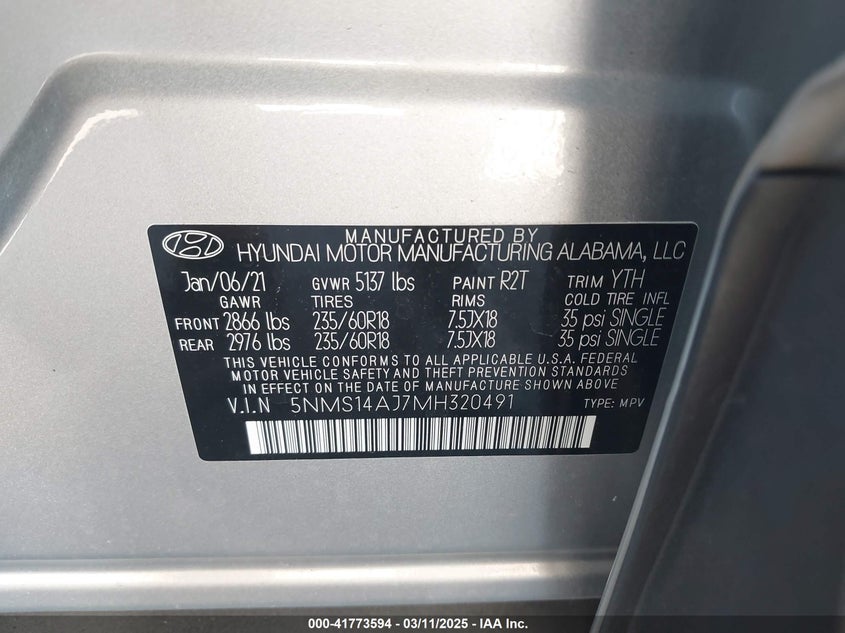 MANUFACTURED BY
HYUNDAI MOTOR MANUFACTURING ALABAMA, LLC
Jan/06/21 GVWR 5137 lbs PAINT R2T TRIM YTH
GAWR TIRES RIMS COLD TIRE INFL
FRONT 2866 lbs 235/60R18 7.5JX18 35 psi SINGLE
REAR 2976 lbs 235/60R18 7.5JX18 35 psi SINGLE
THIS VEHICLE CONFORMS TO ALL APPLICABLE U.S.A. FEDERAL
MOTOR VEHICLE SAFETY AND THEFT PREVENTION STANDARDS
IN EFFECT ON THE DATE OF MANUFACTURE SHOWN ABOVE
V.I.N 5NMS14AJ7MH320491 TYPE: MPV
000-41773594 - 03/11/2025 - IAA Inc.